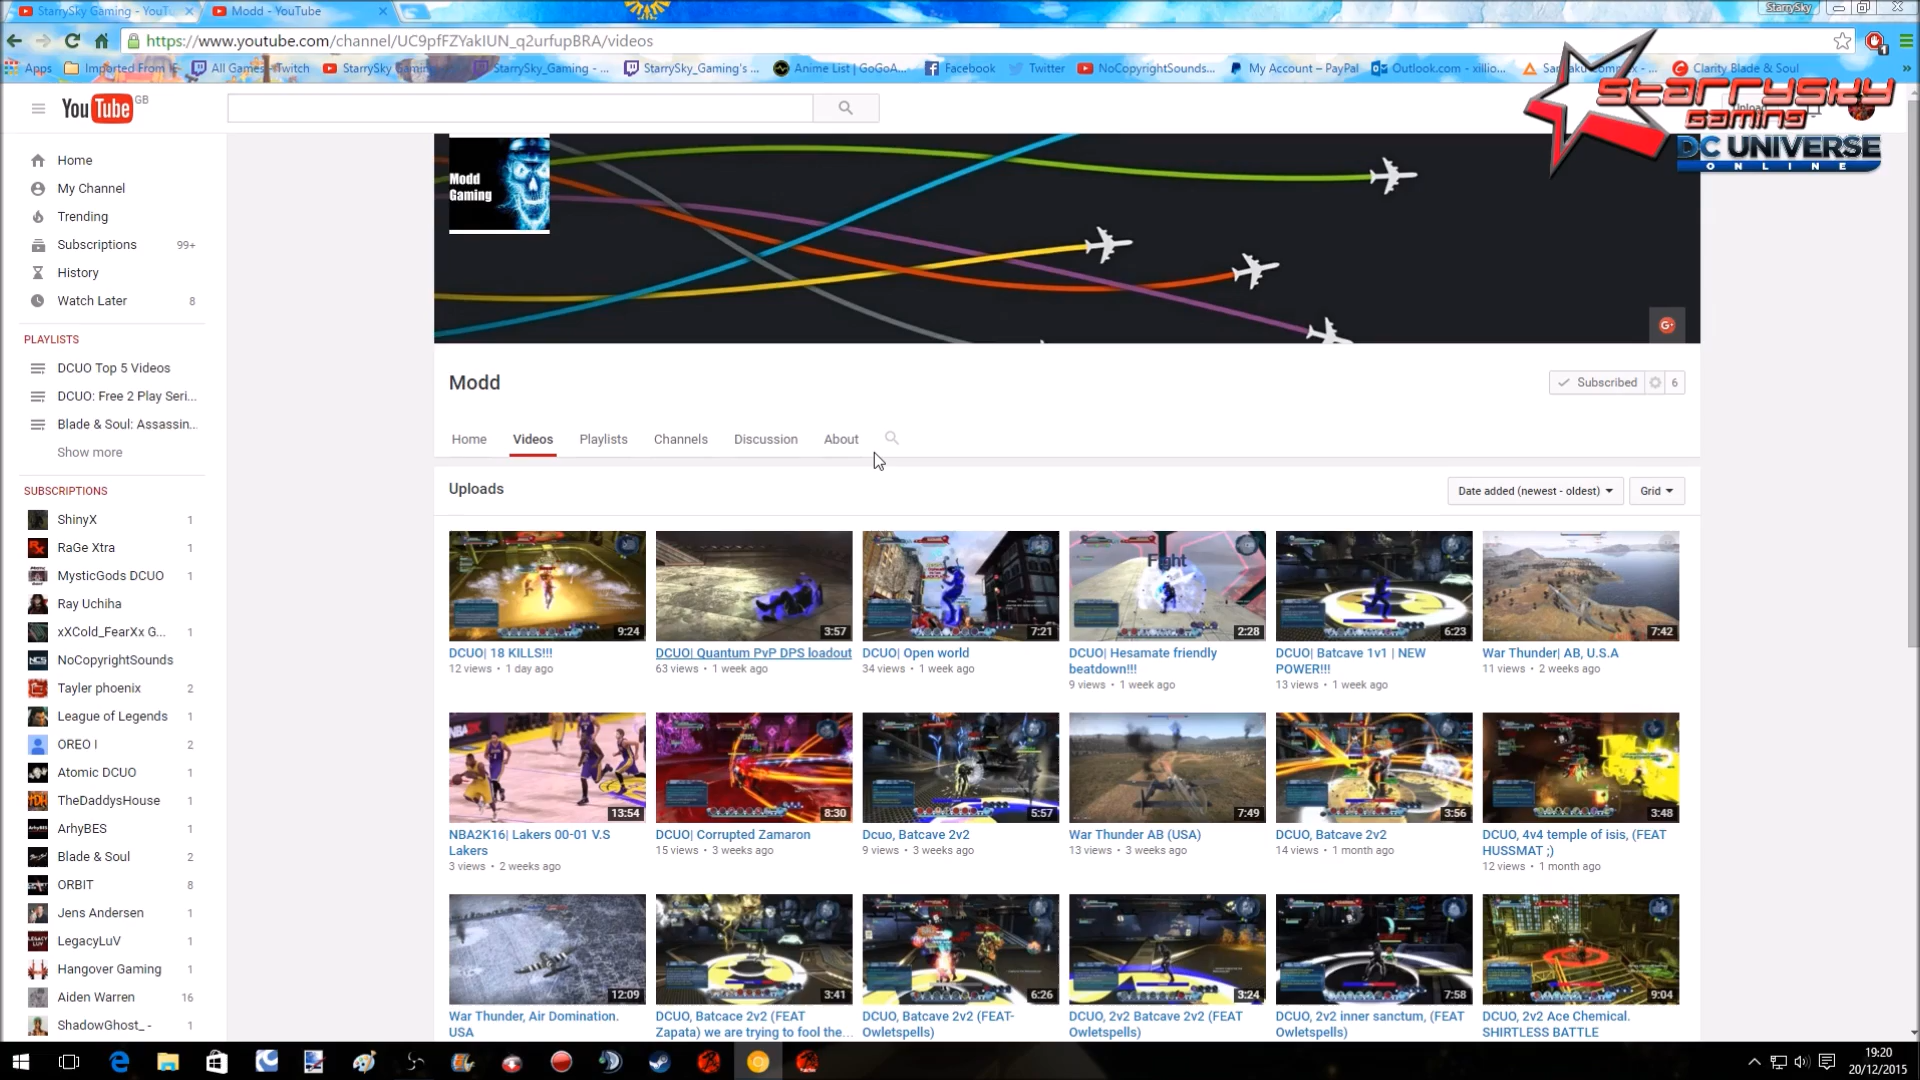 StarrySky Gaming - YouTu
Modd - YouTube
StarrySky
https://www.youtube.com/channel/UC9pfFZYakIUN_q2urfupBRA/videos
Apps
Imported From IE
All Games - Twitch
StarrySky Gaming
StarrySky_Gaming - ...
StarrySky_Gaming's ...
Anime List | GoGoA...
Facebook
Twitter
NoCopyrightSounds...
My Account – PayPal
Outlook.com - xillio...
Clarity Blade & Soul
YouTube GB
Upload
StarrySky
Gaming
DC UNIVERSE
ONLINE
Home
My Channel
Trending
Subscriptions 99+
History
Watch Later 8
PLAYLISTS
DCUO Top 5 Videos
DCUO: Free 2 Play Seri...
Blade & Soul: Assassin...
Show more
SUBSCRIPTIONS
ShinyX 1
RaGe Xtra 1
MysticGods DCUO 1
Ray Uchiha
xXCold_FearXx G... 1
NoCopyrightSounds
Tayler phoenix 2
League of Legends 1
OREO I 2
Atomic DCUO 1
TheDaddysHouse 1
ArhyBES 1
Blade & Soul 2
ORBIT 8
Jens Andersen 1
LegacyLuV 1
Hangover Gaming 1
Aiden Warren 16
ShadowGhost_ - 1
Modd
Gaming
Modd
Subscribed 6
Home Videos Playlists Channels Discussion About
Uploads
Date added (newest - oldest)
Grid
9:24
DCUO| 18 KILLS!!!
12 views • 1 day ago
3:57
DCUO| Quantum PvP DPS loadout
63 views • 1 week ago
7:21
DCUO| Open world
34 views • 1 week ago
Fight
2:28
DCUO| Hesamate friendly
beatdown!!!
9 views • 1 week ago
6:23
DCUO| Batcave 1v1 | NEW
POWER!!!
13 views • 1 week ago
7:42
War Thunder| AB, U.S.A
11 views • 2 weeks ago
13:54
NBA2K16| Lakers 00-01 V.S
Lakers
3 views • 2 weeks ago
8:30
DCUO| Corrupted Zamaron
15 views • 3 weeks ago
5:57
Dcuo, Batcave 2v2
9 views • 3 weeks ago
7:49
War Thunder AB (USA)
13 views • 3 weeks ago
3:56
DCUO, Batcave 2v2
14 views • 1 month ago
3:48
DCUO, 4v4 temple of isis, (FEAT
HUSSMAT ;)
12 views • 1 month ago
12:09
War Thunder, Air Domination.
USA
3:41
DCUO, Batcace 2v2 (FEAT
Zapata) we are trying to fool the...
6:26
DCUO, Batcave 2v2 (FEAT-
Owletspells)
3:24
DCUO, 2v2 Batcave 2v2 (FEAT
Owletspells)
7:58
DCUO, 2v2 inner sanctum, (FEAT
Owletspells)
9:04
DCUO, 2v2 Ace Chemical.
SHIRTLESS BATTLE
19:20
20/12/2015